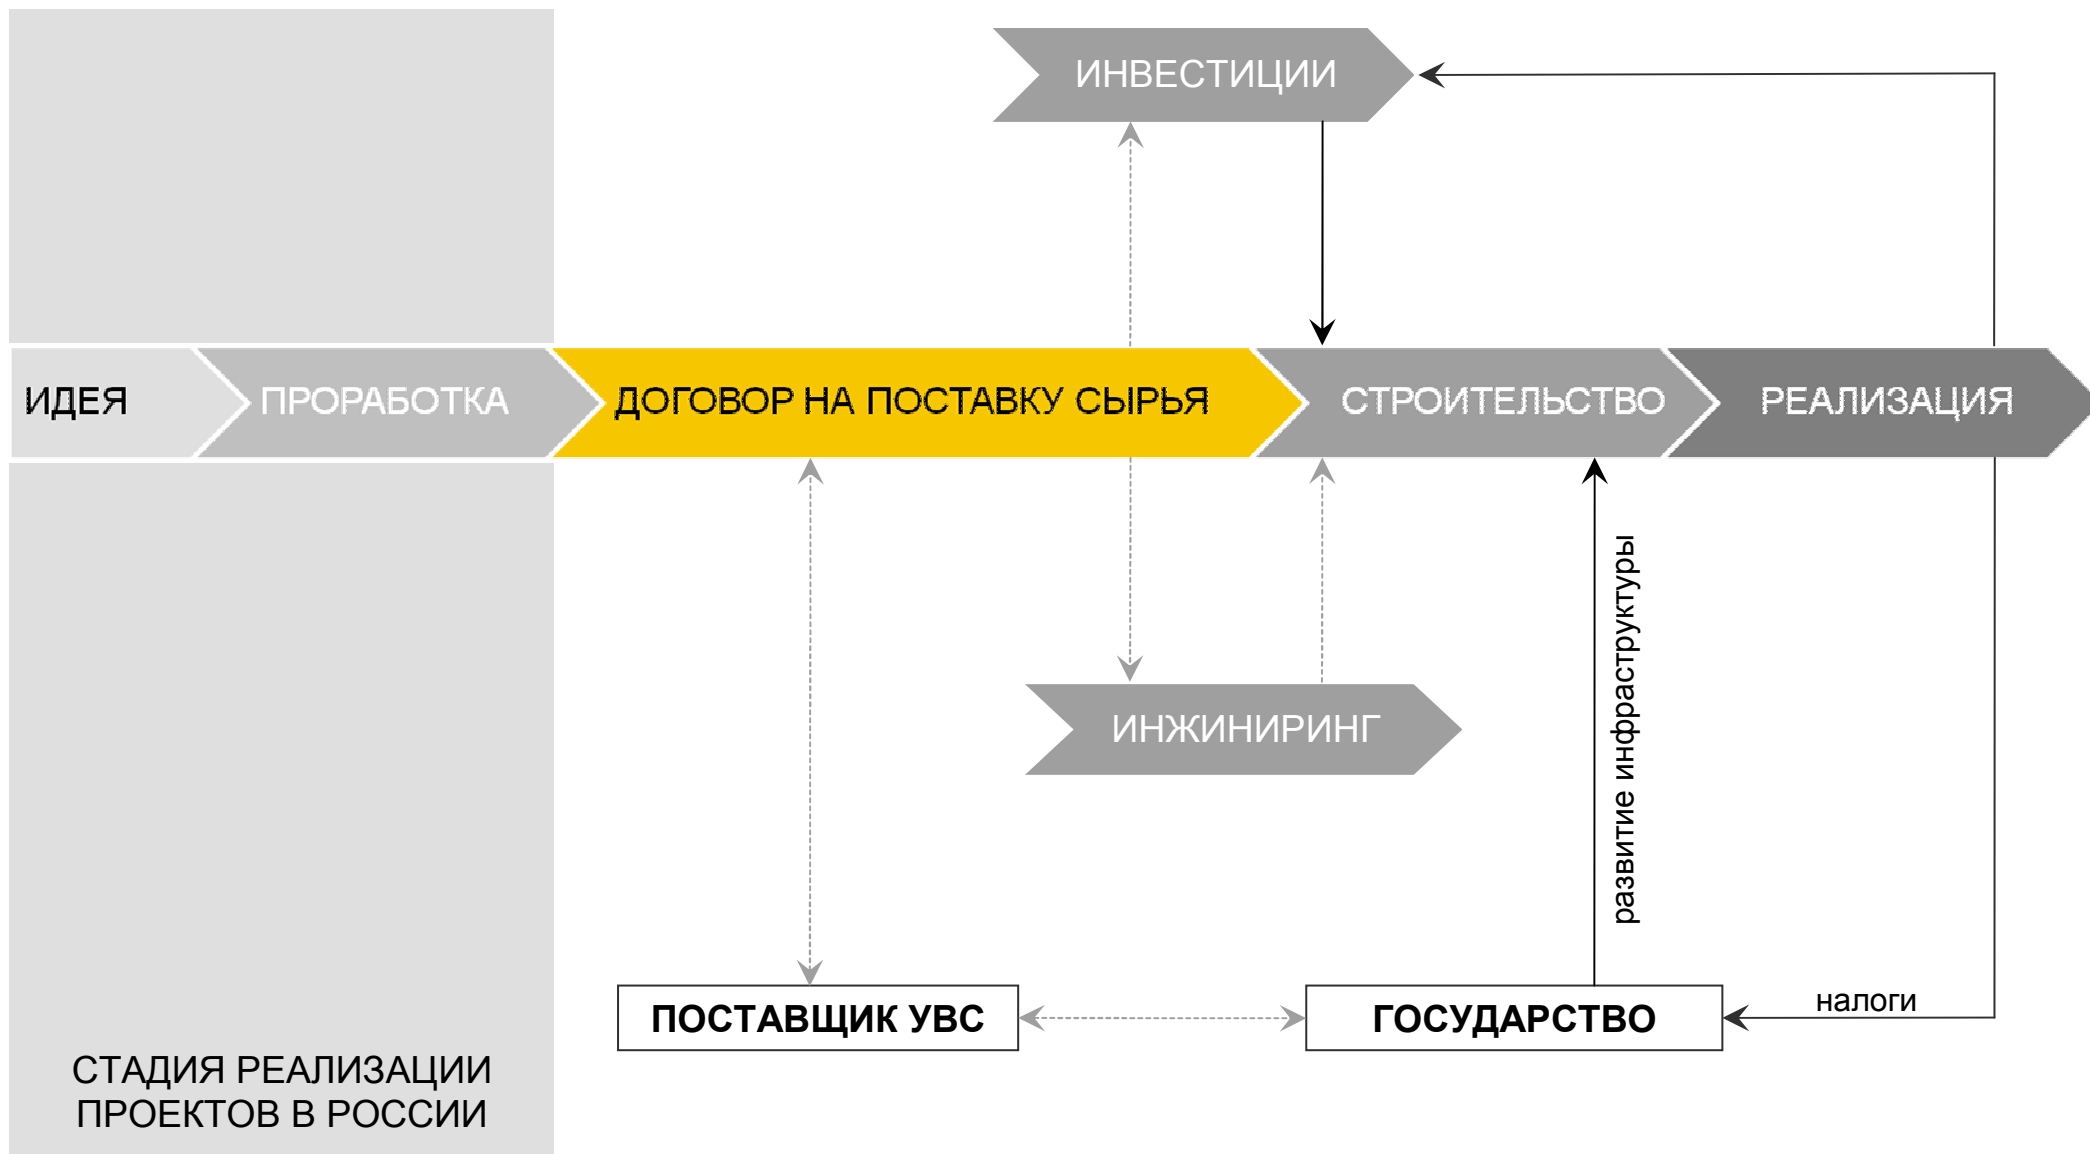 ИНВЕСТИЦИИ
ИДЕЯ
ПРОРАБОТКА
ДОГОВОР НА ПОСТАВКУ СЫРЬЯ
СТРОИТЕЛЬСТВО
РЕАЛИЗАЦИЯ
развитие инфраструктуры
ИНЖИНИРИНГ
ПОСТАВЩИК УВС
ГОСУДАРСТВО
налоги
СТАДИЯ РЕАЛИЗАЦИИ
ПРОЕКТОВ В РОССИИ